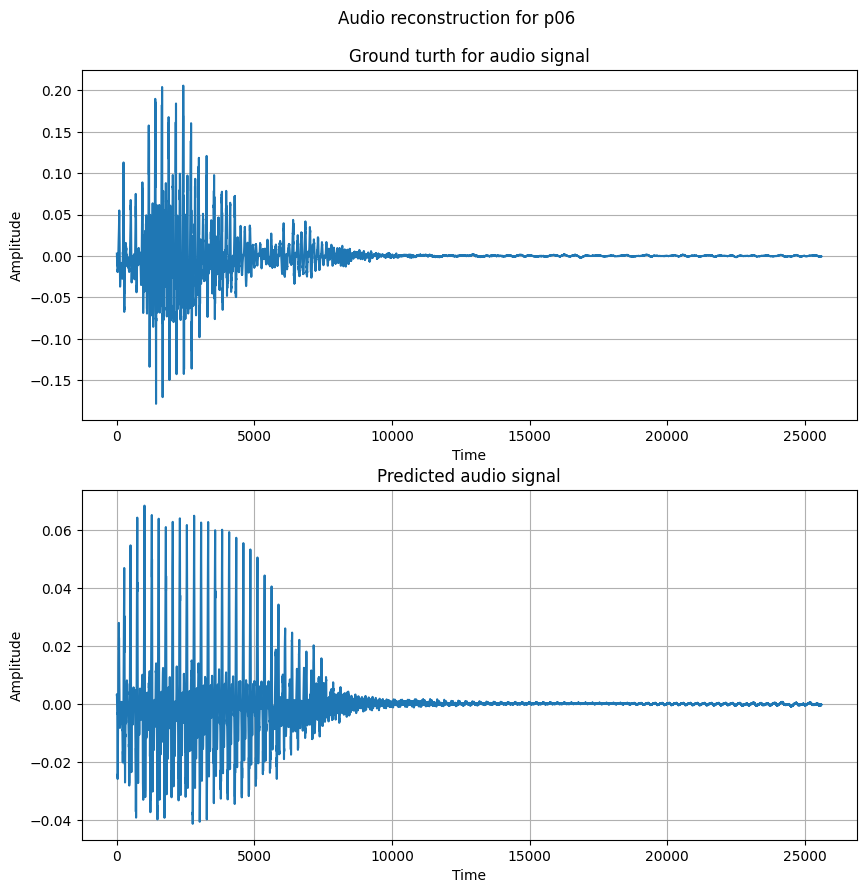 Audio reconstruction for p06
Ground turth for audio signal
0.20
0.15
0.10
0.05
0.00
−0.05
−0.10
−0.15
Amplitude
0 5000 10000 15000 20000 25000
Time
Predicted audio signal
0.06
0.04
0.02
0.00
−0.02
−0.04
Amplitude
0 5000 10000 15000 20000 25000
Time